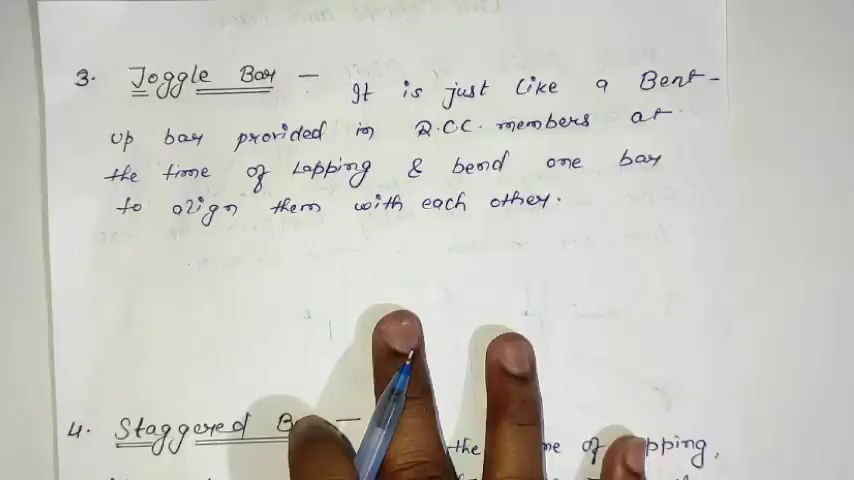 3. Joggle Bar — It is just like a Bent-
up bar provided in R.C.C. members at
the time of Lapping & bend one bar
to align them with each other.
4. Staggered — the of pping,